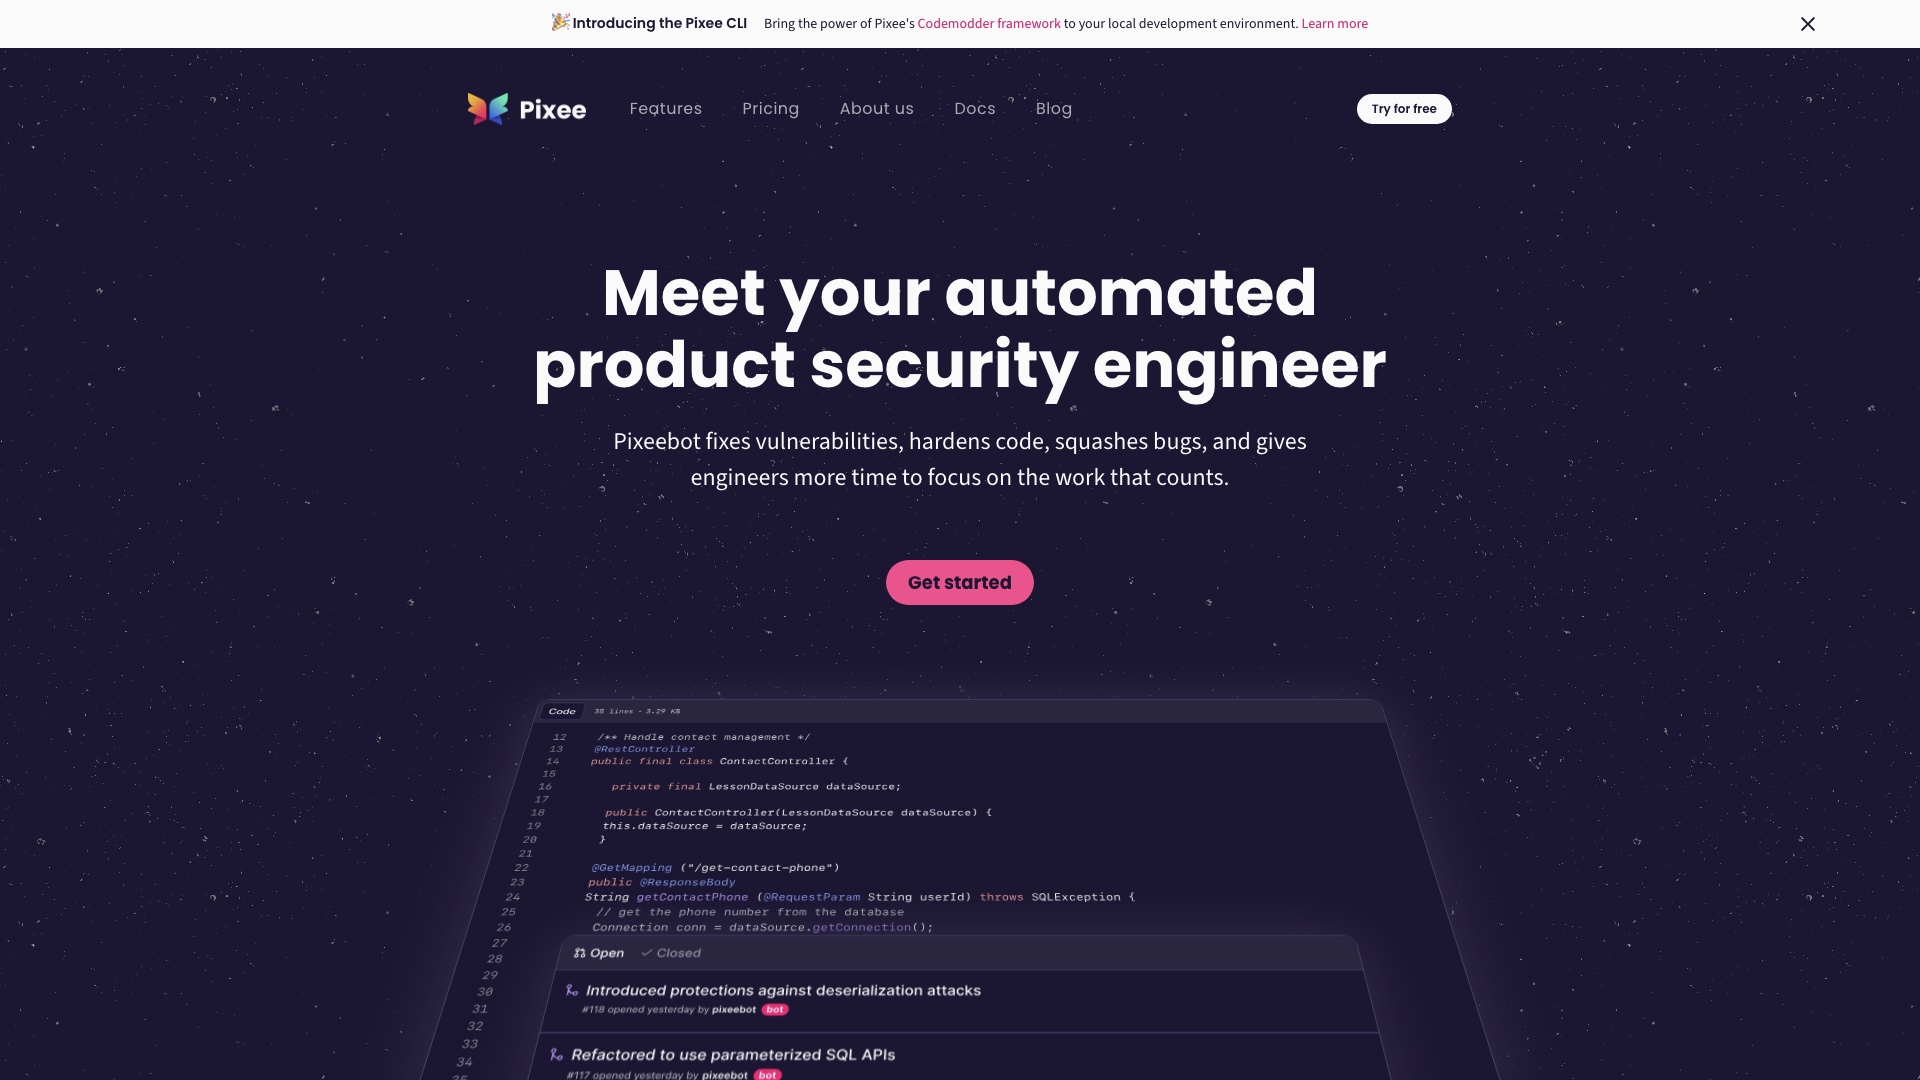 Introducing the Pixee CLI Bring the power of Pixee's Codemodder framework to your local development environment. Learn more
Pixee Features Pricing About us Docs Blog Try for free
Meet your automated
product security engineer
Pixeebot fixes vulnerabilities, hardens code, squashes bugs, and gives
engineers more time to focus on the work that counts.
Get started
Code 35 lines - 3.29 KB
12 /** Handle contact management */
13 @RestController
14 public final class ContactController {
15
16 private final LessonDataSource dataSource;
17
18 public ContactController(LessonDataSource dataSource) {
19 this.dataSource = dataSource;
20 }
21
22 @GetMapping ("/get-contact-phone")
23 public @ResponseBody
24 String getContactPhone (@RequestParam String userId) throws SQLException {
25 // get the phone number from the database
26 Connection conn = dataSource.getConnection();
27
28 Open Closed
29
30 Introduced protections against deserialization attacks
31 #118 opened yesterday by pixeebot bot
32
33
34 Refactored to use parameterized SQL APIs
35 #117 opened yesterday by pixeebot bot